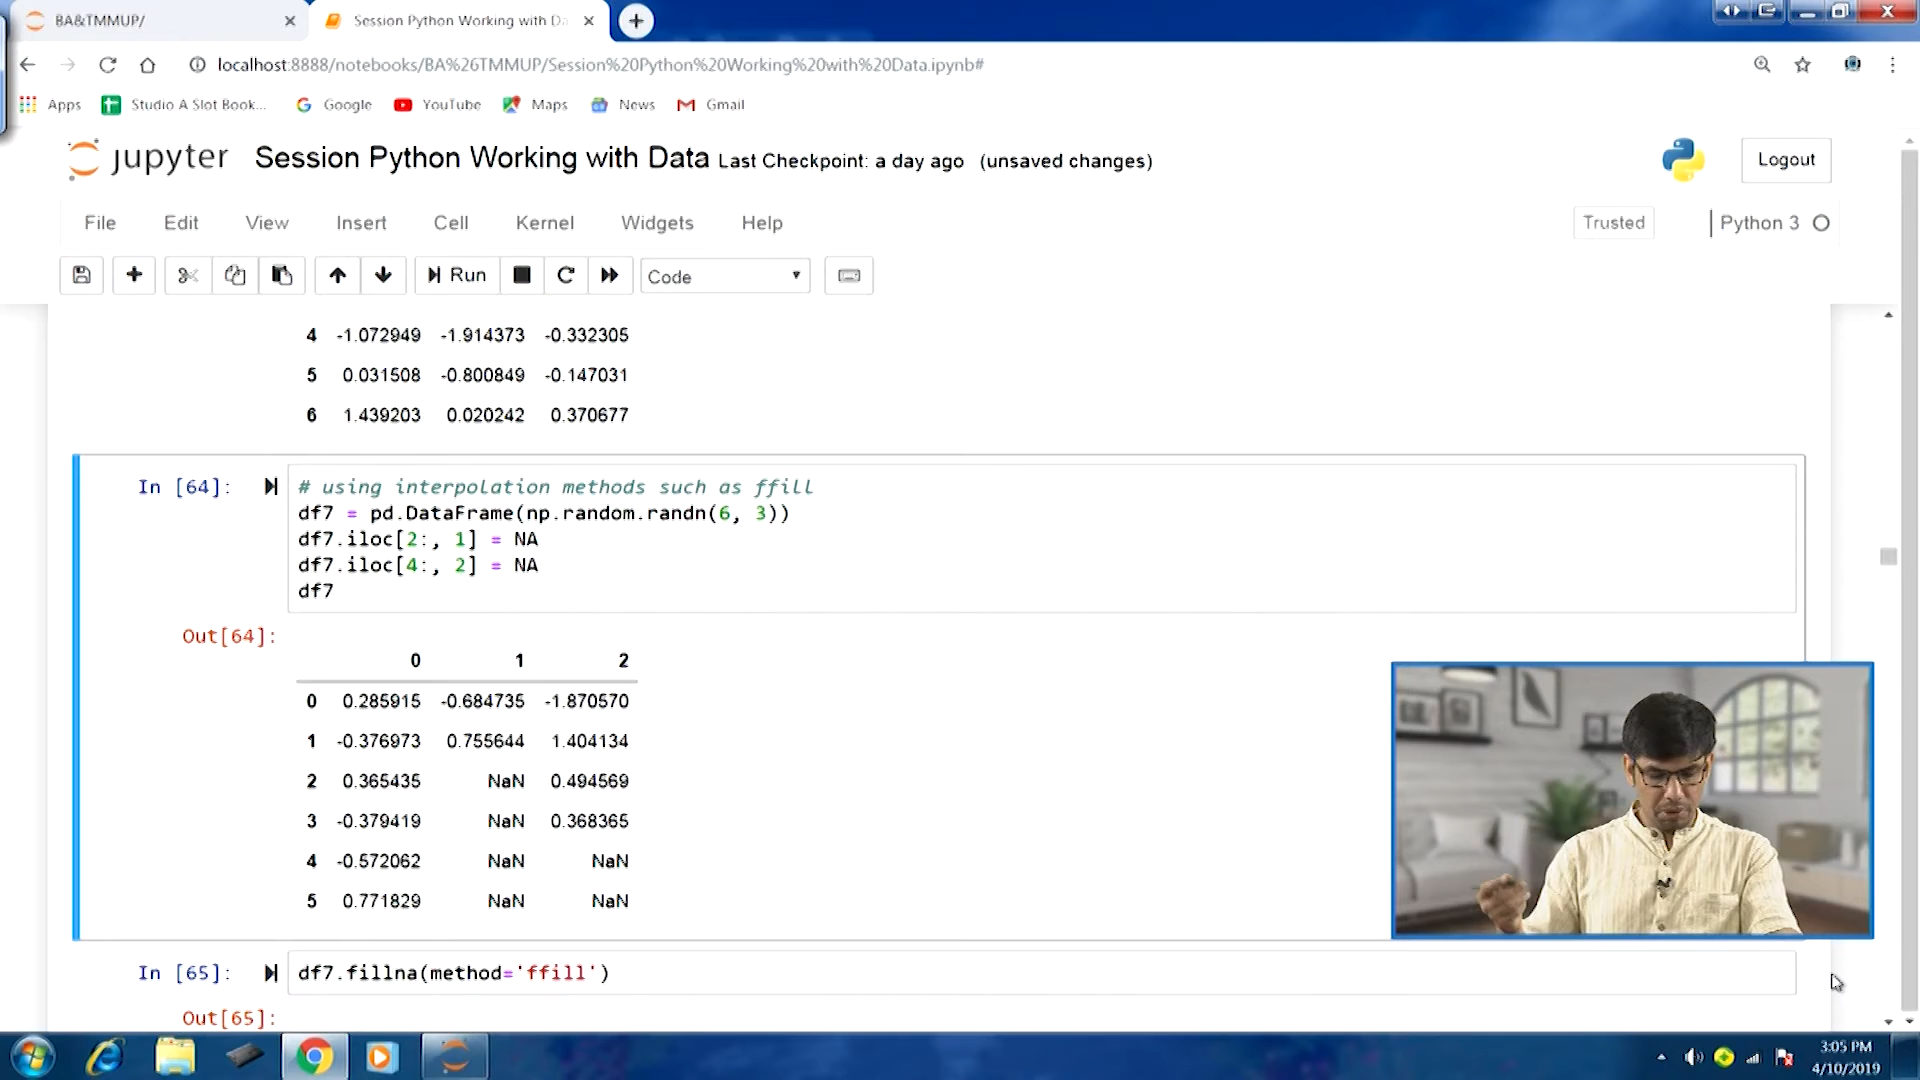 BA&TMMUP/
Session Python Working with Da
localhost:8888/notebooks/BA%26TMMUP/Session%20Python%20Working%20with%20Data.ipynb#
Apps Studio A Slot Book... Google YouTube Maps News Gmail
jupyter Session Python Working with Data Last Checkpoint: a day ago (unsaved changes)
Logout
File Edit View Insert Cell Kernel Widgets Help
Trusted Python 3
Run Code
4 -1.072949 -1.914373 -0.332305
5 0.031508 -0.800849 -0.147031
6 1.439203 0.020242 0.370677
In [64]: # using interpolation methods such as ffill
df7 = pd.DataFrame(np.random.randn(6, 3))
df7.iloc[2:, 1] = NA
df7.iloc[4:, 2] = NA
df7
Out[64]:
0 1 2
0 0.285915 -0.684735 -1.870570
1 -0.376973 0.755644 1.404134
2 0.365435 NaN 0.494569
3 -0.379419 NaN 0.368365
4 -0.572062 NaN NaN
5 0.771829 NaN NaN
In [65]: df7.fillna(method='ffill')
Out[65]:
3:05 PM
4/10/2019